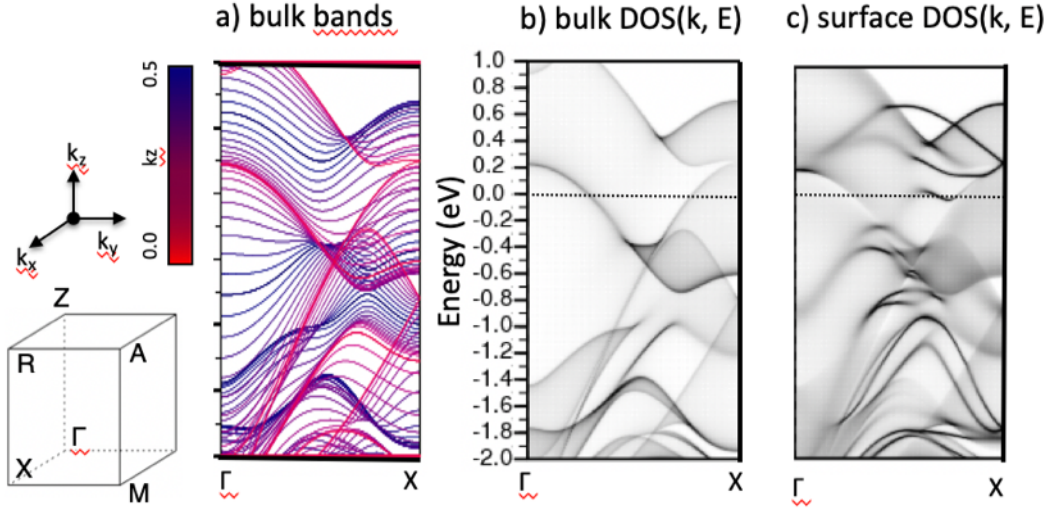 a) bulk bands
b) bulk DOS(k, E)
c) surface DOS(k, E)
0.5
kz
0.0
kz
kx
ky
Z
R
A
Γ
X
M
Energy (eV)
1.0
0.8
0.6
0.4
0.2
0.0
-0.2
-0.4
-0.6
-0.8
-1.0
-1.2
-1.4
-1.6
-1.8
-2.0
Γ
X
Γ
X
Γ
X